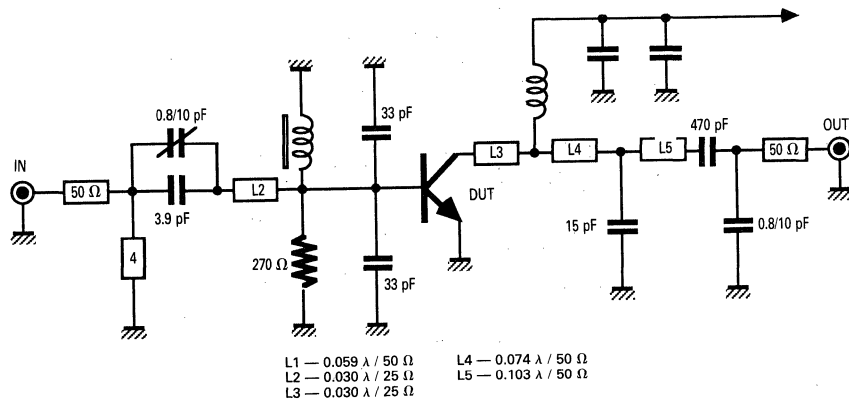 0.8/10 pF
33 pF
470 pF
OUT
IN
50 Ω
3.9 pF
L2
L3
L4
L5
50 Ω
DUT
4
270 Ω
33 pF
15 pF
0.8/10 pF
L1 — 0.059 λ / 50 Ω
L4 — 0.074 λ / 50 Ω
L2 — 0.030 λ / 25 Ω
L5 — 0.103 λ / 50 Ω
L3 — 0.030 λ / 25 Ω